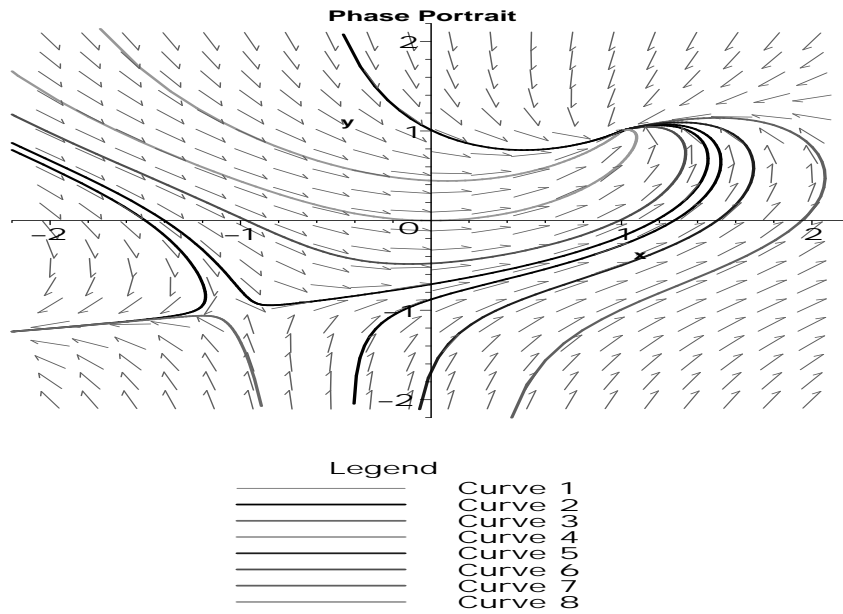 Phase Portrait
2
y
1
−2
−1
0
1
2
x
−1
−2
Legend
Curve 1
Curve 2
Curve 3
Curve 4
Curve 5
Curve 6
Curve 7
Curve 8